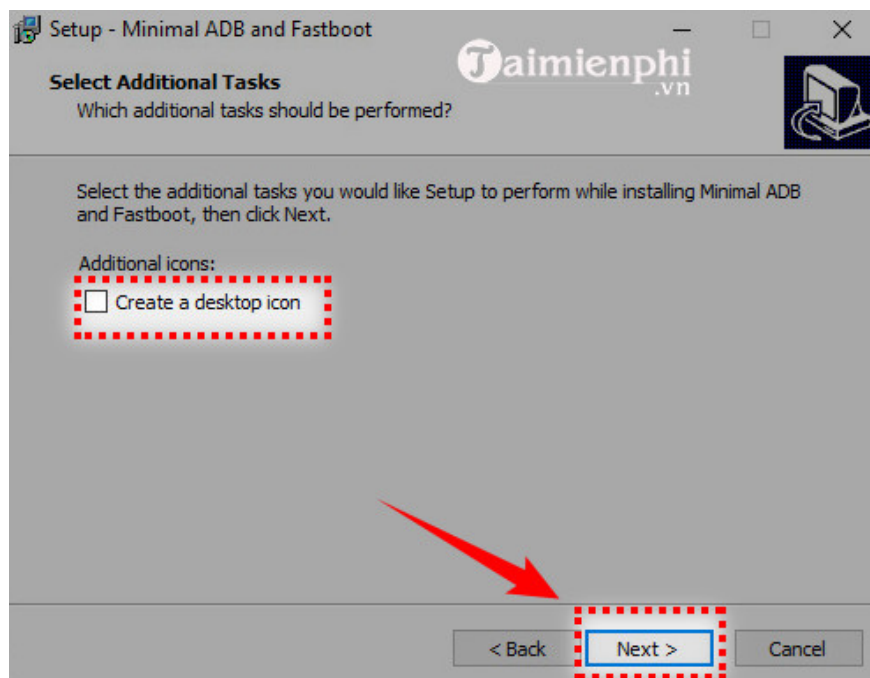 Setup - Minimal ADB and Fastboot
Taimienphi
.vn
Select Additional Tasks
Which additional tasks should be performed?
Select the additional tasks you would like Setup to perform while installing Minimal ADB
and Fastboot, then click Next.
Additional icons:
Create a desktop icon
< Back Next > Cancel